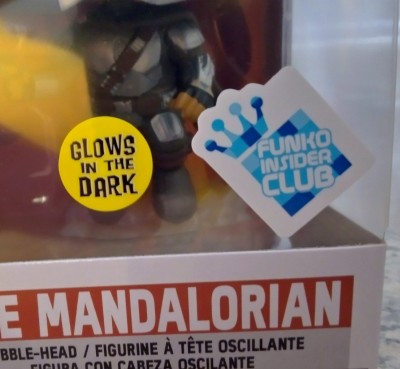 GLOWS
IN THE
DARK
FUNKO
INSIDER
CLUB
E MANDALORIAN
BBLE-HEAD / FIGURINE À TÊTE OSCILLANTE
FIGURA CON CABEZA OSCILANTE